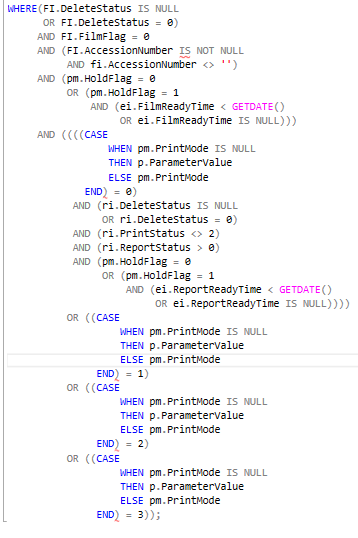 WHERE(FI.DeleteStatus IS NULL
OR FI.DeleteStatus = 0)
AND FI.FilmFlag = 0
AND (FI.AccessionNumber IS NOT NULL
AND fi.AccessionNumber <> '')
AND (pm.HoldFlag = 0
OR (pm.HoldFlag = 1
AND (ei.FilmReadyTime < GETDATE()
OR ei.FilmReadyTime IS NULL)))
AND ((((CASE
WHEN pm.PrintMode IS NULL
THEN p.ParameterValue
ELSE pm.PrintMode
END) = 0)
AND (ri.DeleteStatus IS NULL
OR ri.DeleteStatus = 0)
AND (ri.PrintStatus <> 2)
AND (ri.ReportStatus > 0)
AND (pm.HoldFlag = 0
OR (pm.HoldFlag = 1
AND (ei.ReportReadyTime < GETDATE()
OR ei.ReportReadyTime IS NULL))))
OR ((CASE
WHEN pm.PrintMode IS NULL
THEN p.ParameterValue
ELSE pm.PrintMode
END) = 1)
OR ((CASE
WHEN pm.PrintMode IS NULL
THEN p.ParameterValue
ELSE pm.PrintMode
END) = 2)
OR ((CASE
WHEN pm.PrintMode IS NULL
THEN p.ParameterValue
ELSE pm.PrintMode
END) = 3));